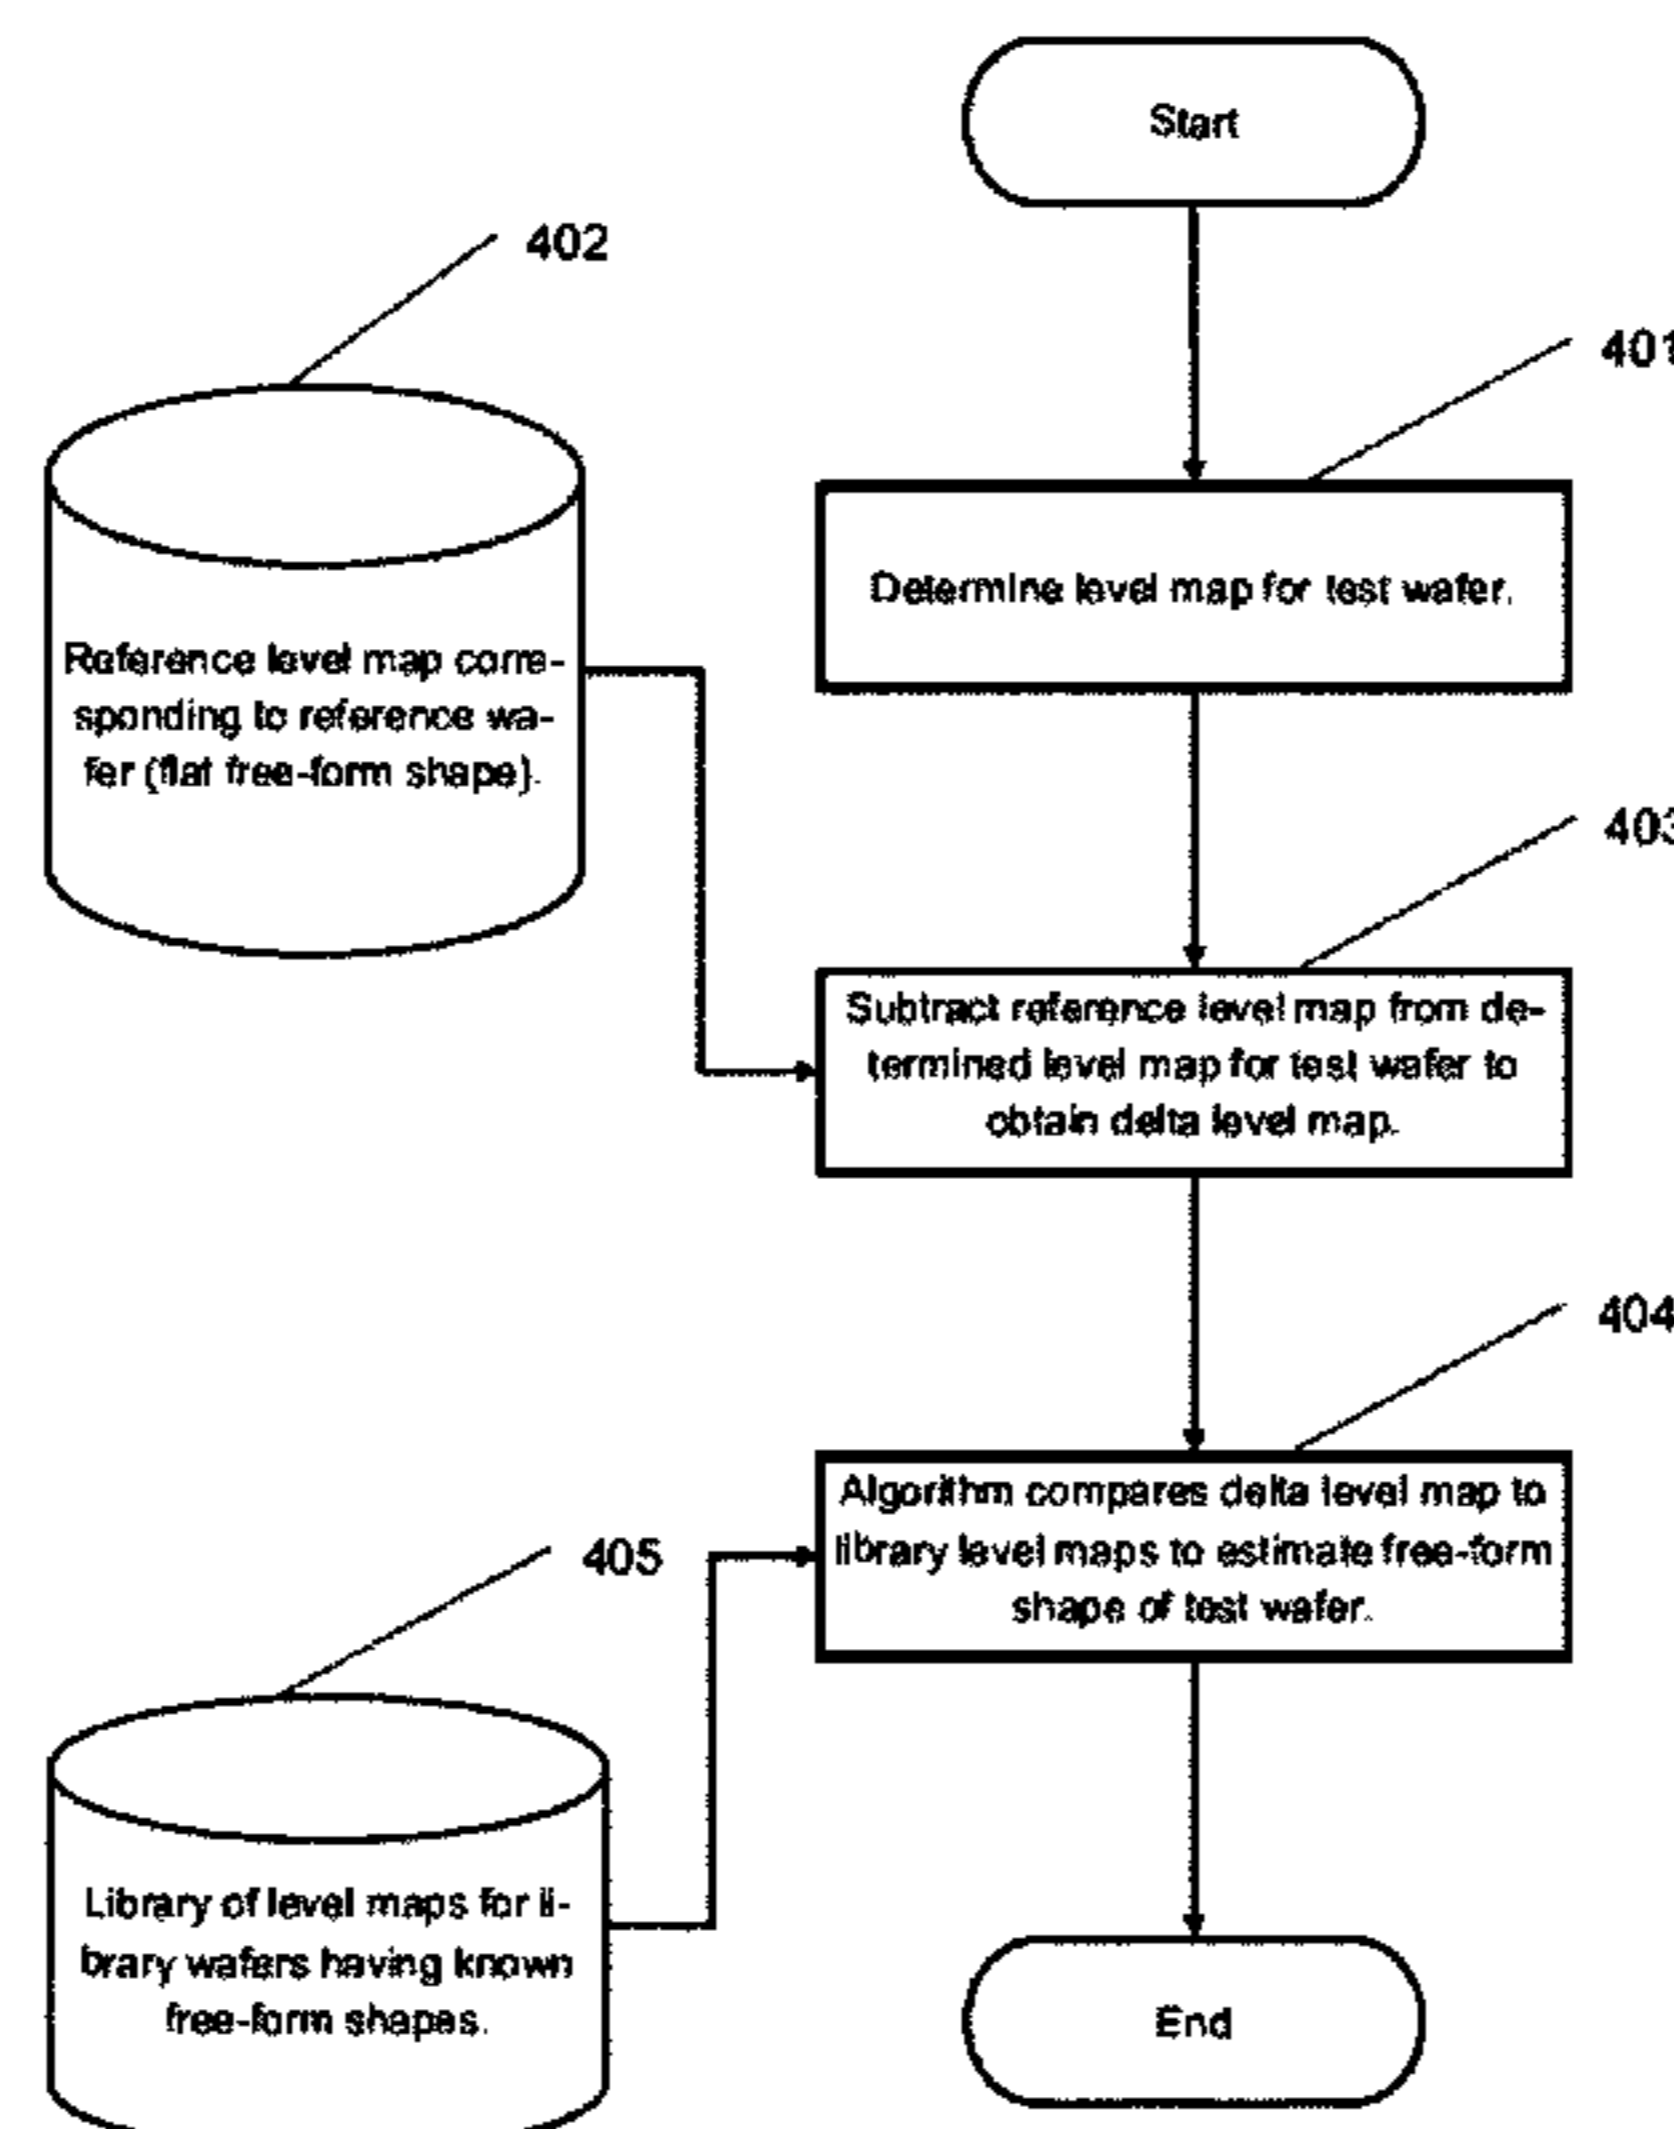 Start
402
401
Determine level map for test wafer.
Reference level map corre-
sponding to reference wa-
fer (flat free-form shape).
403
Subtract reference level map from de-
termined level map for test wafer to
obtain delta level map.
404
Algorithm compares delta level map to
library level maps to estimate free-form
shape of test wafer.
405
Library of level maps for li-
brary wafers having known
free-form shapes.
End